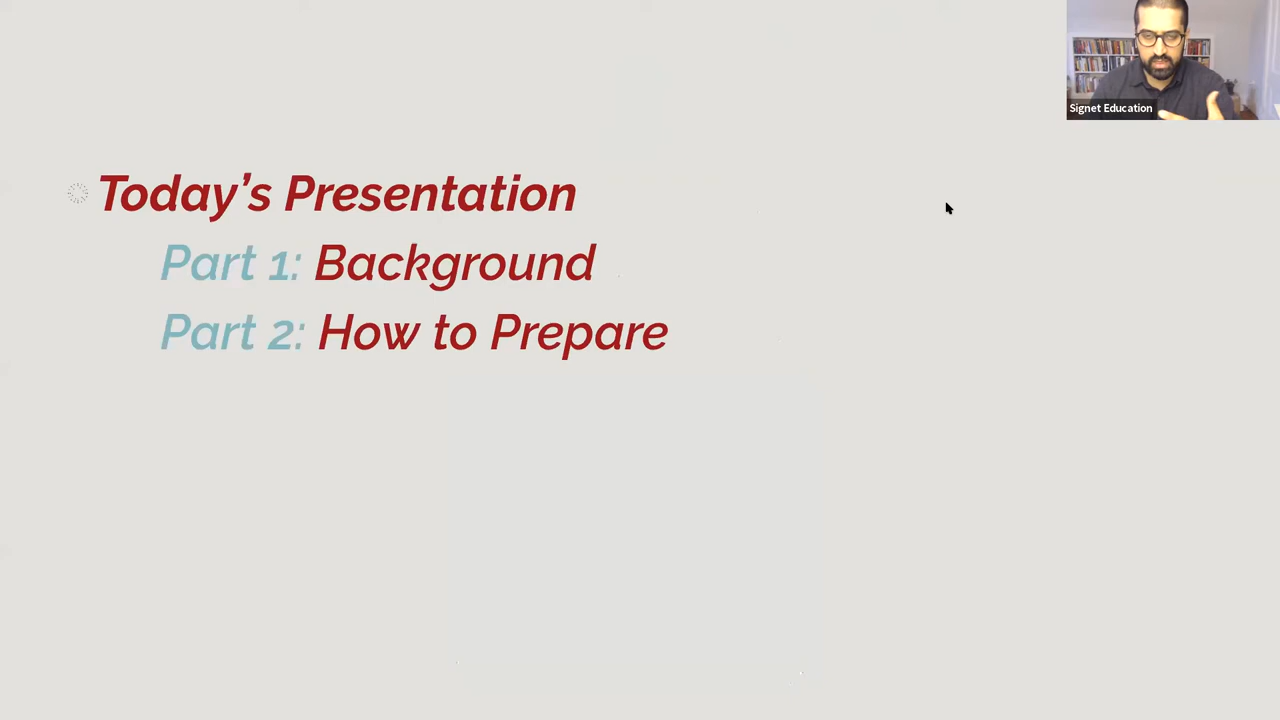 Signet Education
Today's Presentation
Part 1: Background
Part 2: How to Prepare